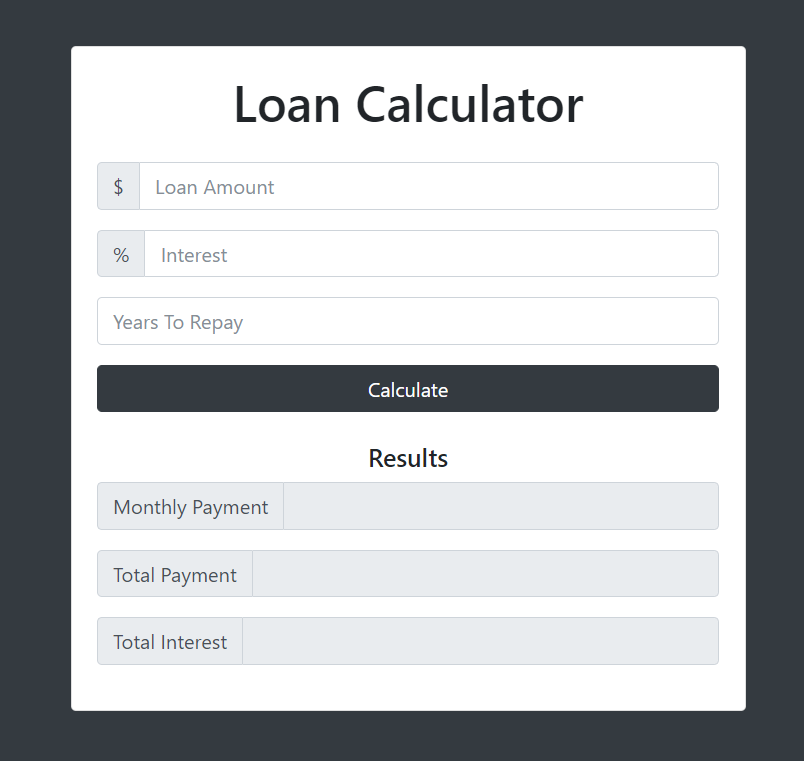 Loan Calculator
$ Loan Amount
% Interest
Years To Repay
Calculate
Results
Monthly Payment
Total Payment
Total Interest